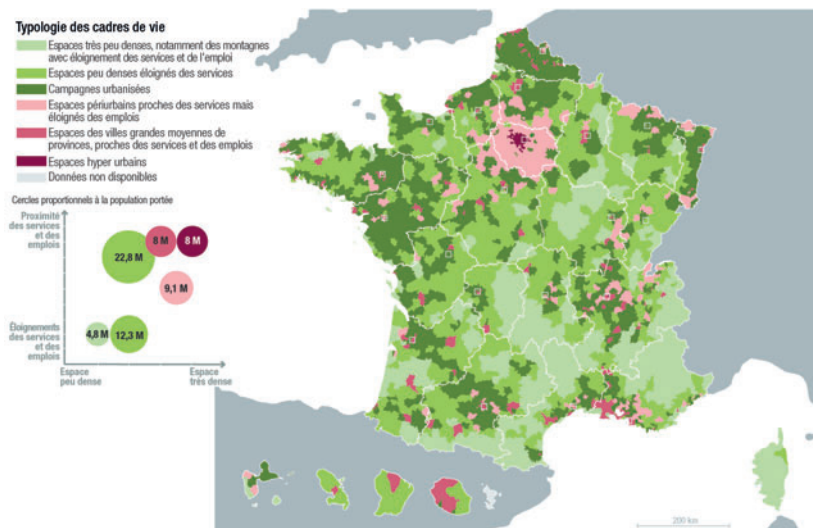 Typologie des cadres de vie
Espaces très peu denses, notamment des montagnes
avec éloignement des services et de l'emploi
Espaces peu denses éloignés des services
Campagnes urbanisées
Espaces périurbains proches des services mais
éloignés des emplois
Espaces des villes grandes moyennes de
provinces, proches des services et des emplois
Espaces hyper urbains
Données non disponibles
Cercles proportionnels à la population portée
Proximité
des services et des
emplois
8 M
8 M
22,8 M
9,1 M
4,8 M
12,3 M
Éloignements
des services
et des
emplois
Espace
peu dense
Espace
très dense
200 km